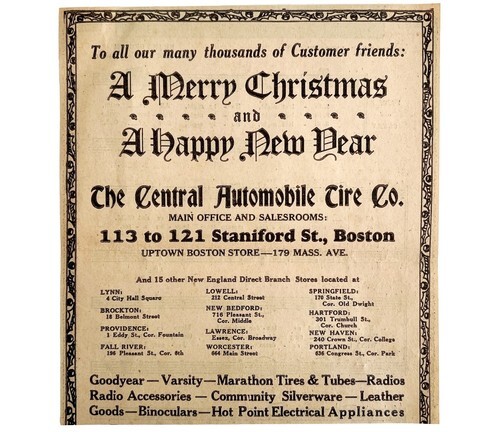 To all our many thousands of Customer friends:
A Merry Christmas
and
A Happy New Year
The Central Automobile Tire Co.
MAIN OFFICE AND SALESROOMS:
113 to 121 Staniford St., Boston
UPTOWN BOSTON STORE—179 MASS. AVE.
And 15 other New England Direct Branch Stores located at
LYNN:
4 City Hall Square
BROCKTON:
18 Belmont Street
PROVIDENCE:
1 Eddy St., Cor. Fountain
FALL RIVER:
196 Pleasant St., Cor. 6th
LOWELL:
212 Central Street
NEW BEDFORD:
716 Pleasant St.,
Cor. Middle
LAWRENCE:
Essex, Cor. Broadway
WORCESTER:
664 Main Street
SPRINGFIELD:
170 State St.,
Cor. Old Dwight
HARTFORD:
301 Trumbull St.,
Cor. Church
NEW HAVEN:
240 Crown St., Cor. College
PORTLAND:
636 Congress St., Cor. Park
Goodyear — Varsity — Marathon Tires & Tubes — Radios
Radio Accessories — Community Silverware — Leather
Goods — Binoculars — Hot Point Electrical Appliances